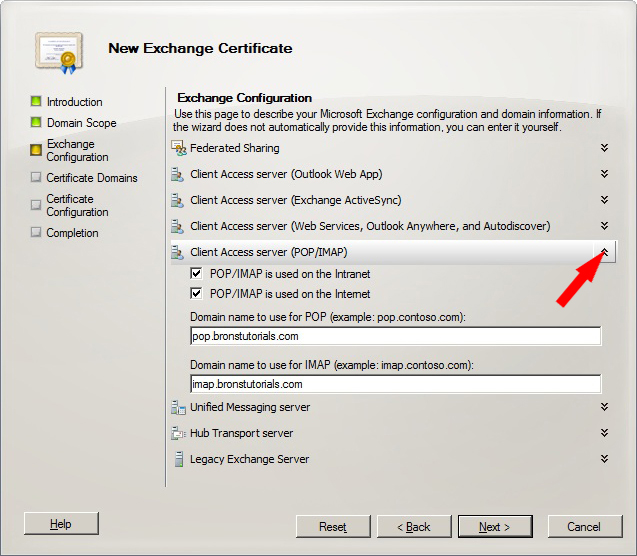 New Exchange Certificate
Introduction
Domain Scope
Exchange
Configuration
Certificate Domains
Certificate
Configuration
Completion
Exchange Configuration
Use this page to describe your Microsoft Exchange configuration and domain information. If
the wizard does not automatically provide this information, you can enter it yourself.
Federated Sharing
Client Access server (Outlook Web App)
Client Access server (Exchange ActiveSync)
Client Access server (Web Services, Outlook Anywhere, and Autodiscover)
Client Access server (POP/IMAP)
POP/IMAP is used on the Intranet
POP/IMAP is used on the Internet
Domain name to use for POP (example: pop.contoso.com):
pop.bronstutorials.com
Domain name to use for IMAP (example: imap.contoso.com):
imap.bronstutorials.com
Unified Messaging server
Hub Transport server
Legacy Exchange Server
Help
Reset
< Back
Next >
Cancel